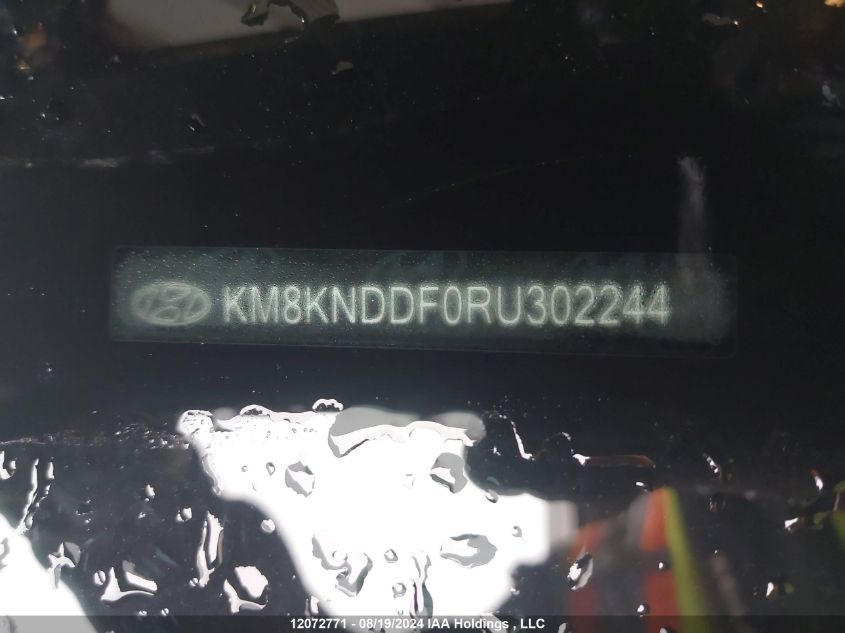 KM8KNDDF0RU302244
12072771 - 08/19/2024 IAA Holdings , LLC